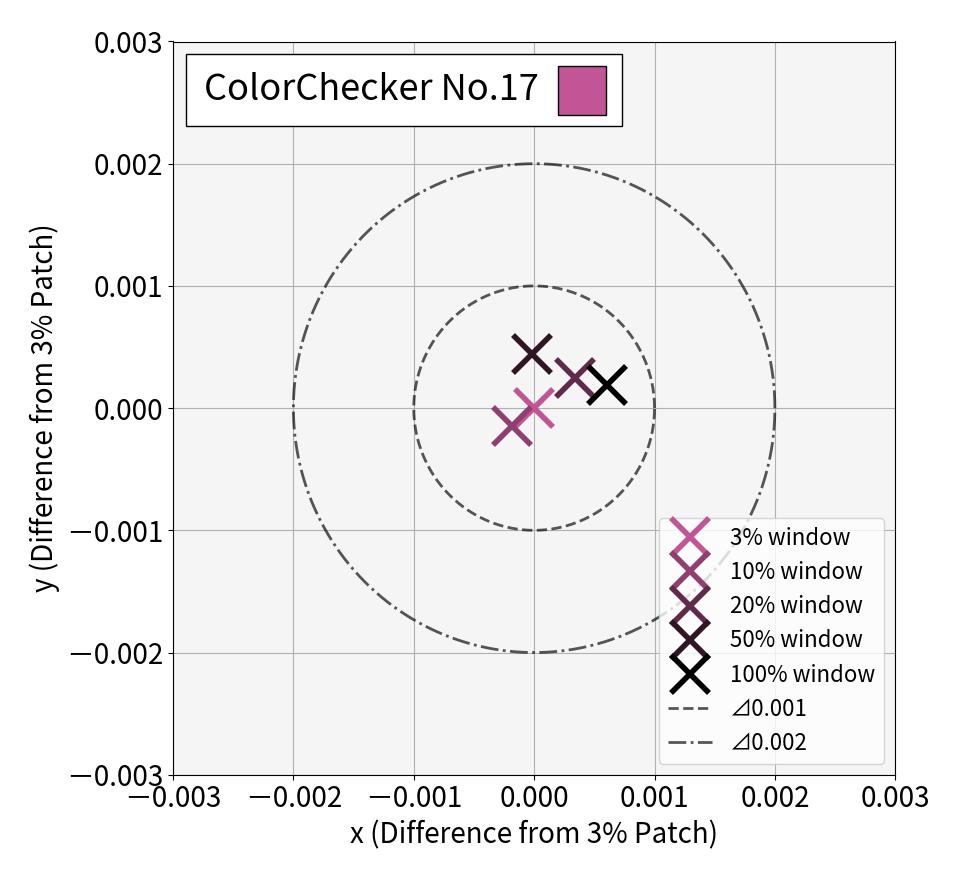 ColorChecker No.17
0.003
0.002
0.001
0.000
−0.001
−0.002
−0.003
y (Difference from 3% Patch)
3% window
10% window
20% window
50% window
100% window
⊿0.001
⊿0.002
−0.003 −0.002 −0.001 0.000 0.001 0.002 0.003
x (Difference from 3% Patch)